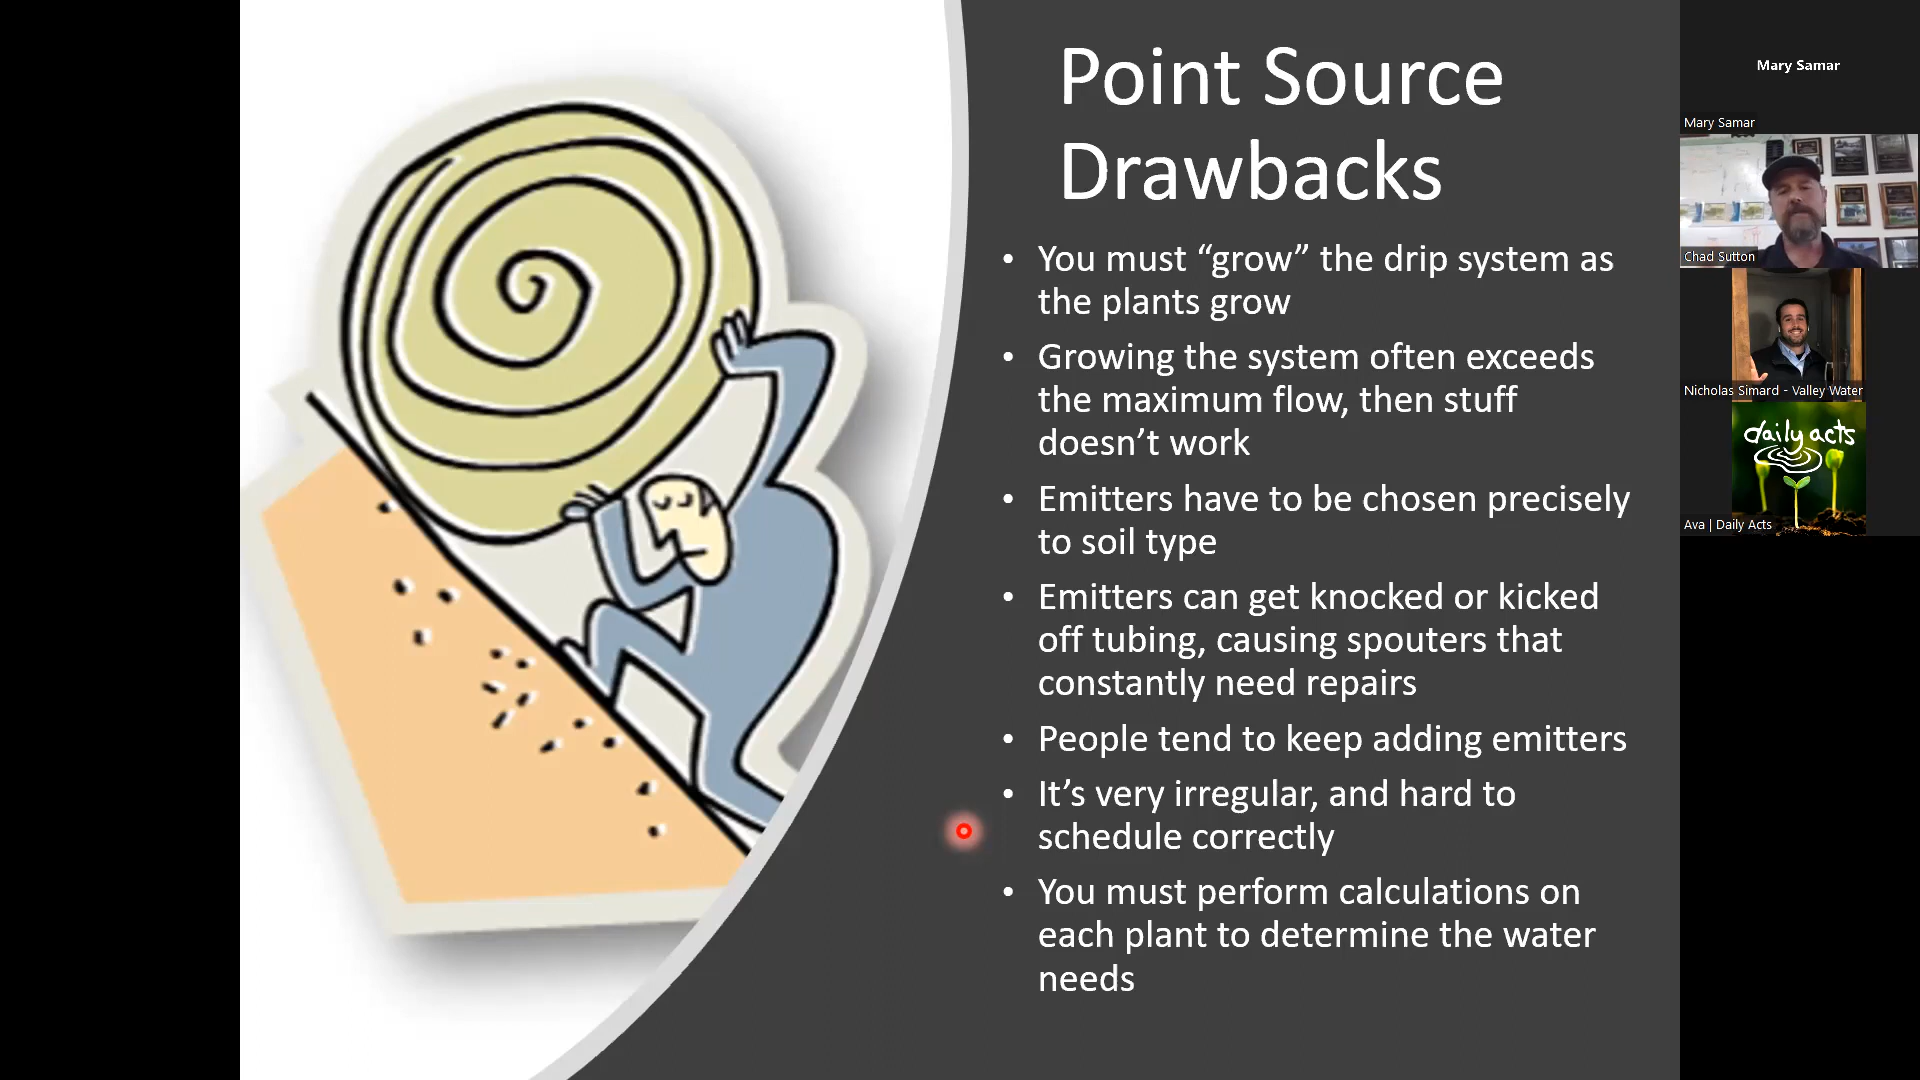 Point Source
Drawbacks
• You must “grow” the drip system as
the plants grow
• Growing the system often exceeds
the maximum flow, then stuff
doesn’t work
• Emitters have to be chosen precisely
to soil type
• Emitters can get knocked or kicked
off tubing, causing spouters that
constantly need repairs
• People tend to keep adding emitters
• It’s very irregular, and hard to
schedule correctly
• You must perform calculations on
each plant to determine the water
needs
Mary Samar
Mary Samar
Chad Sutton
Nicholas Simard - Valley Water
daily acts
Ava | Daily Acts